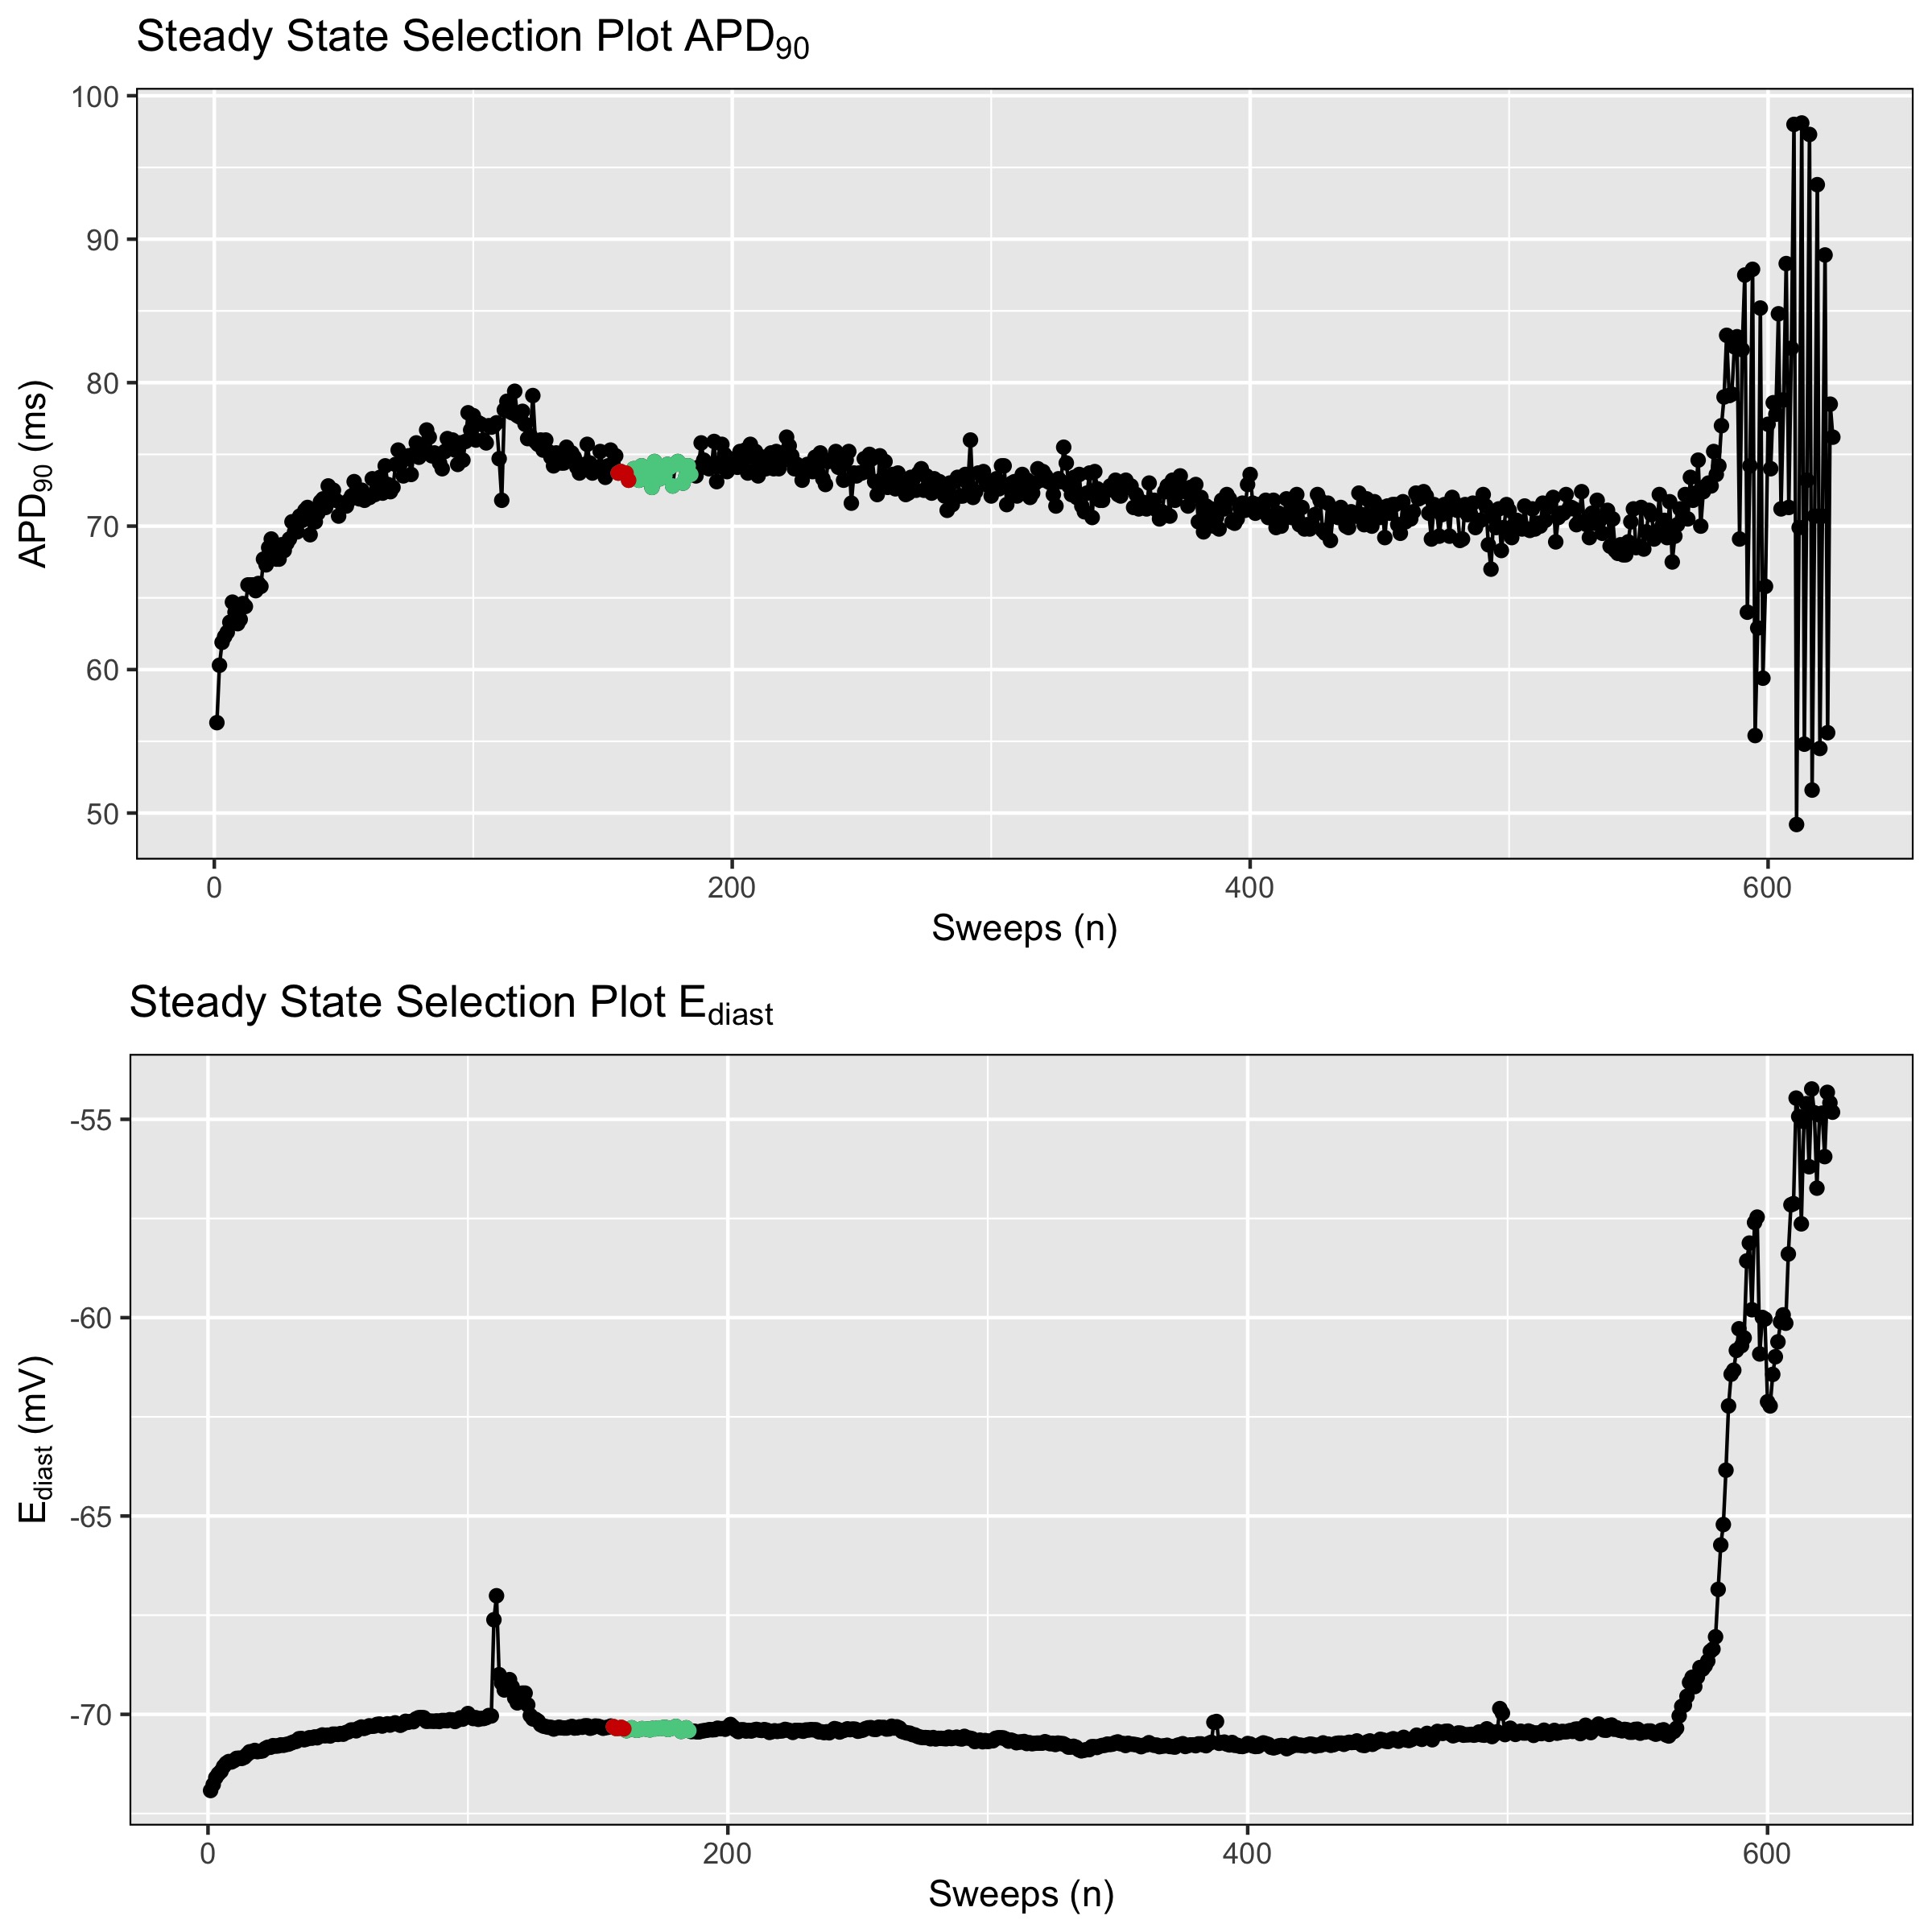 Steady State Selection Plot APD90
100
90
80
70
60
50
APD90 (ms)
0 200 400 600
Sweeps (n)
Steady State Selection Plot Ediast
-55
-60
-65
-70
Ediast (mV)
0 200 400 600
Sweeps (n)